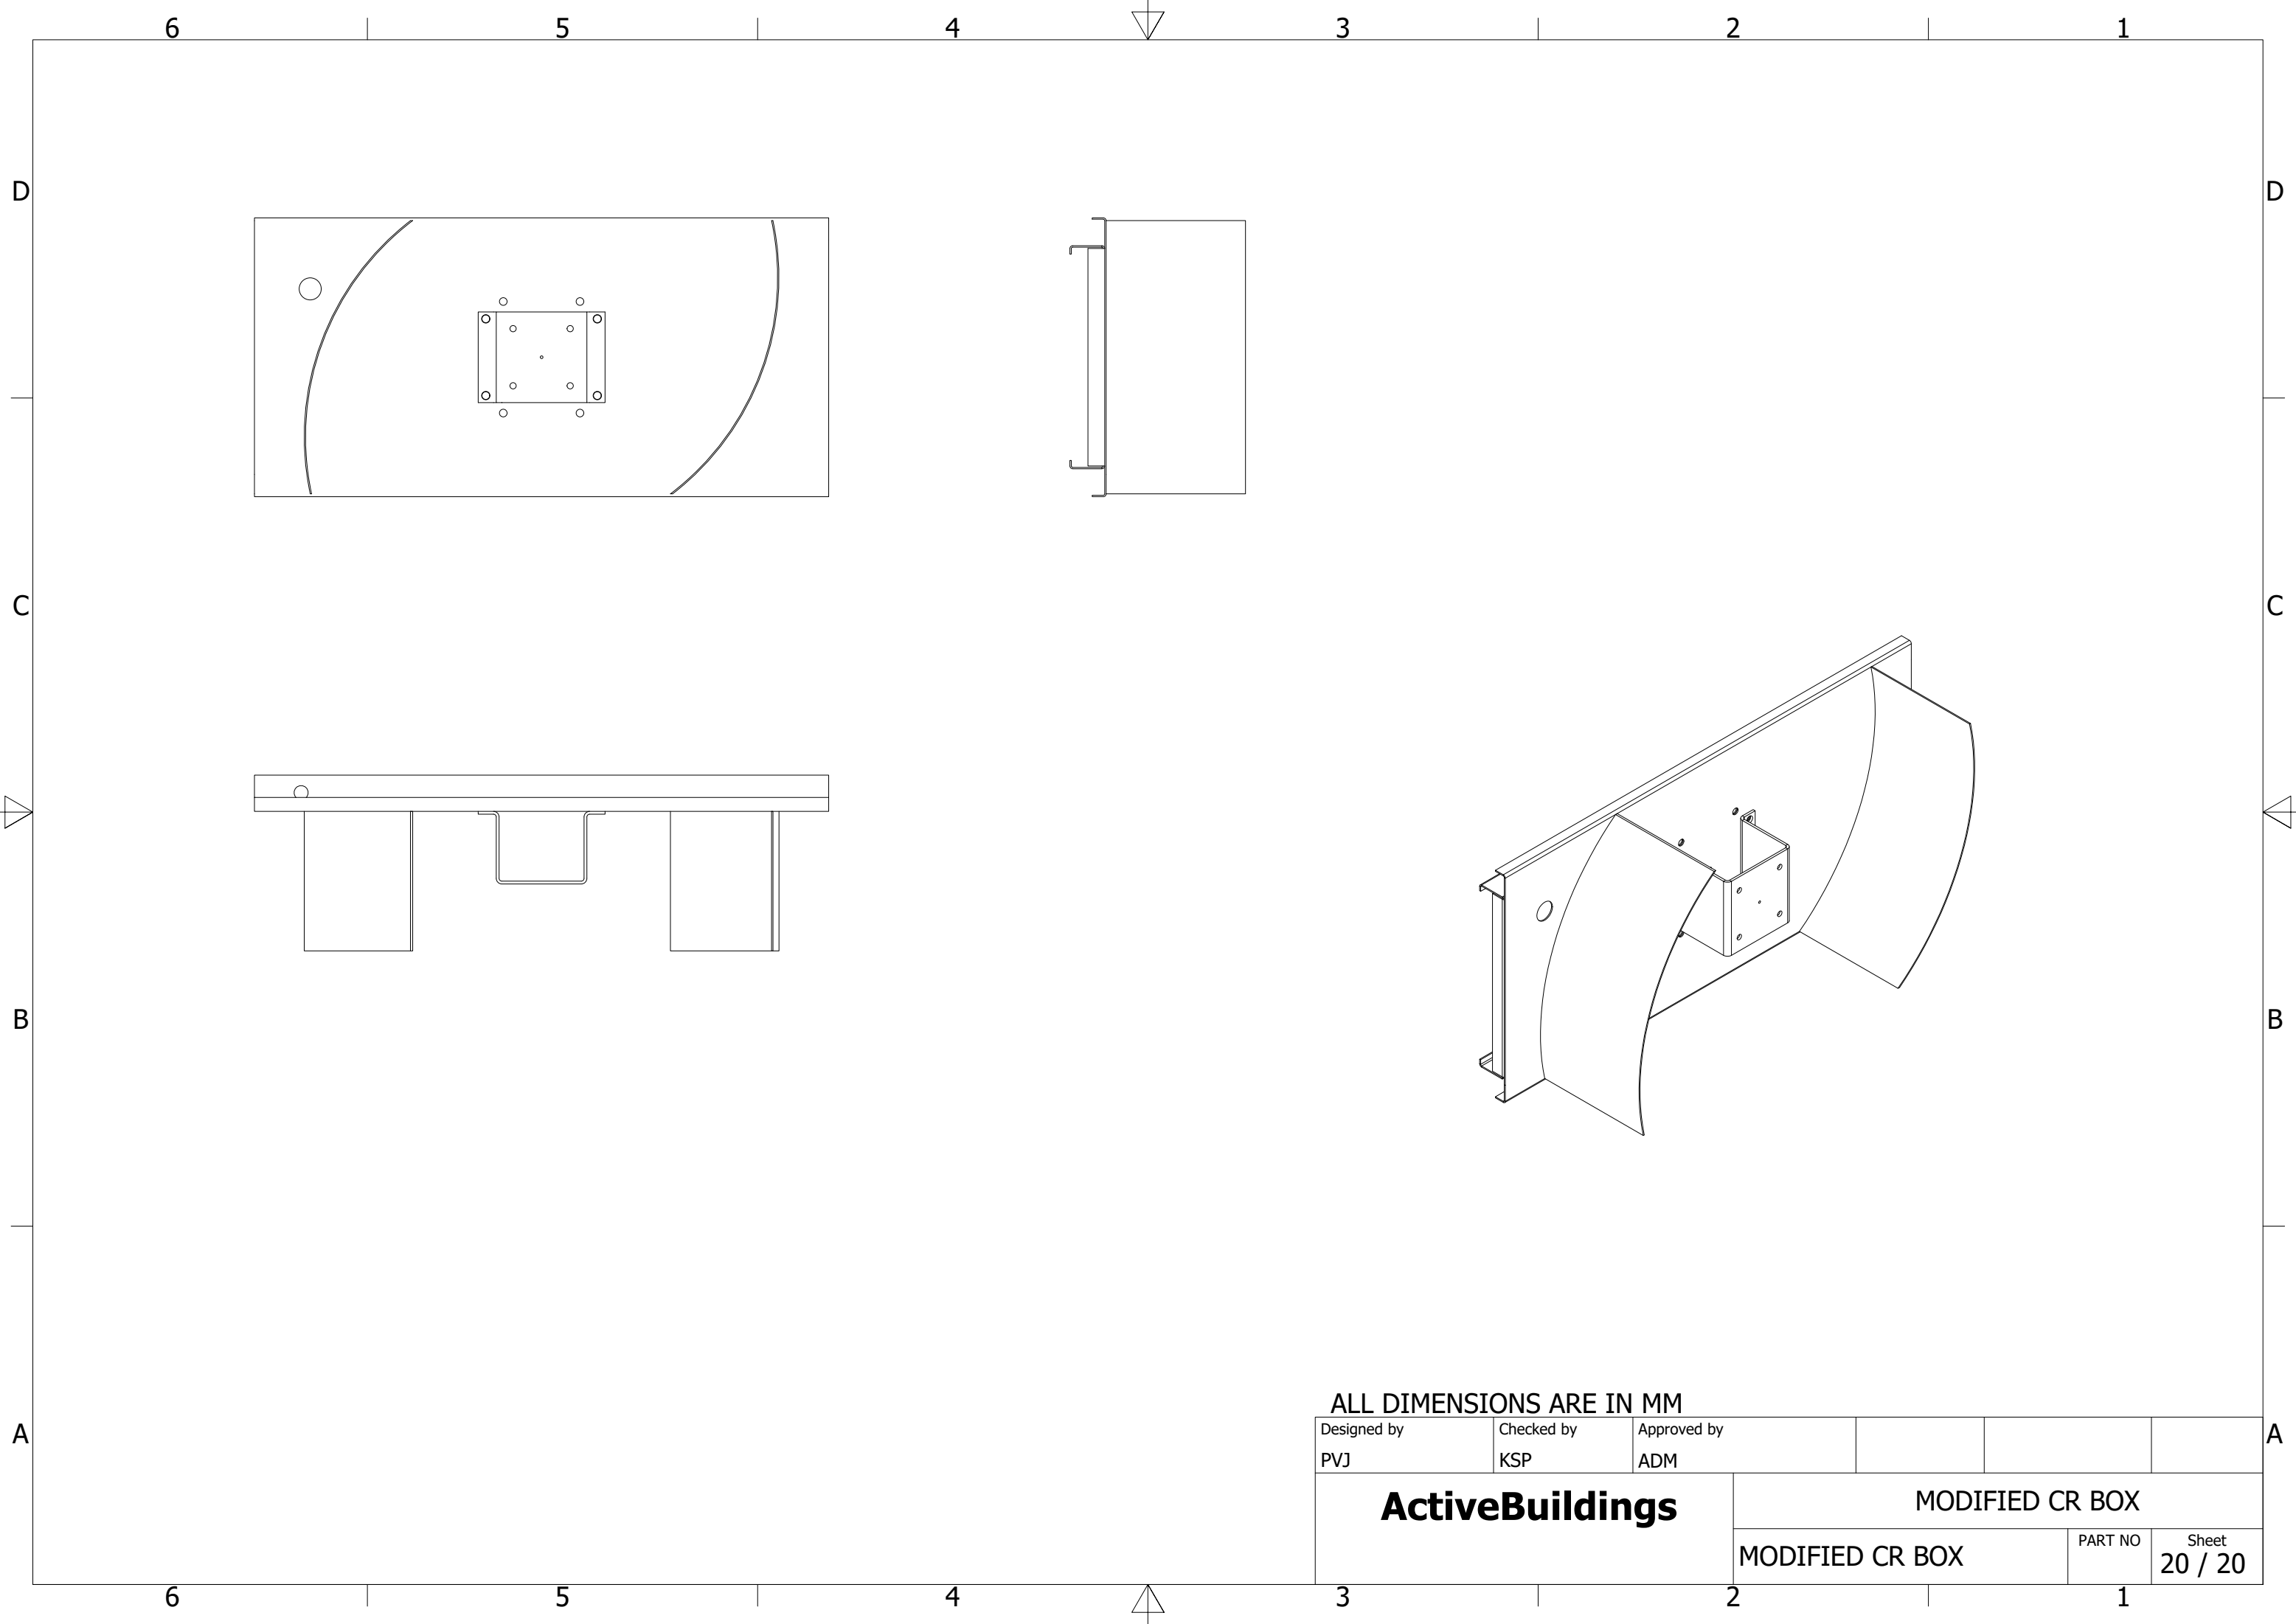 6 5 4 3 2 1
D D
C C
B B
A A
ALL DIMENSIONS ARE IN MM
Designed by Checked by Approved by
PVJ KSP ADM
ActiveBuildings
MODIFIED CR BOX
MODIFIED CR BOX
PART NO
Sheet
20 / 20
6 5 4 3 2 1